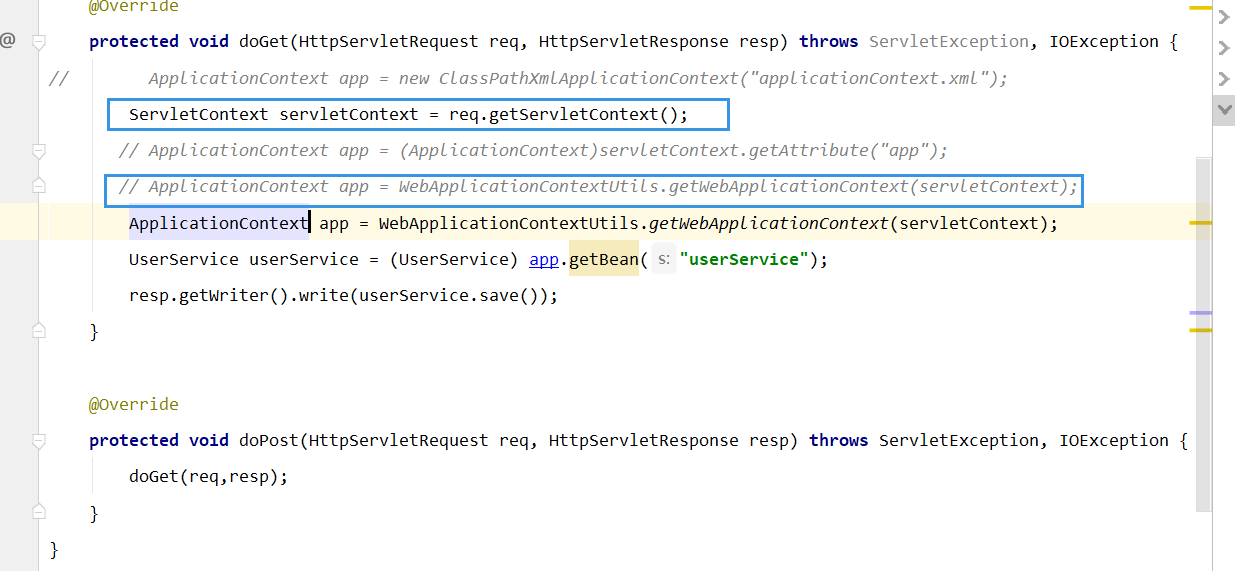 @Override
@ protected void doGet(HttpServletRequest req, HttpServletResponse resp) throws ServletException, IOException {
//        ApplicationContext app = new ClassPathXmlApplicationContext("applicationContext.xml");
ServletContext servletContext = req.getServletContext();
// ApplicationContext app = (ApplicationContext)servletContext.getAttribute("app");
// ApplicationContext app = WebApplicationContextUtils.getWebApplicationContext(servletContext);
ApplicationContext app = WebApplicationContextUtils.getWebApplicationContext(servletContext);
UserService userService = (UserService) app.getBean( s: "userService");
resp.getWriter().write(userService.save());
}
@Override
protected void doPost(HttpServletRequest req, HttpServletResponse resp) throws ServletException, IOException {
doGet(req,resp);
}
}